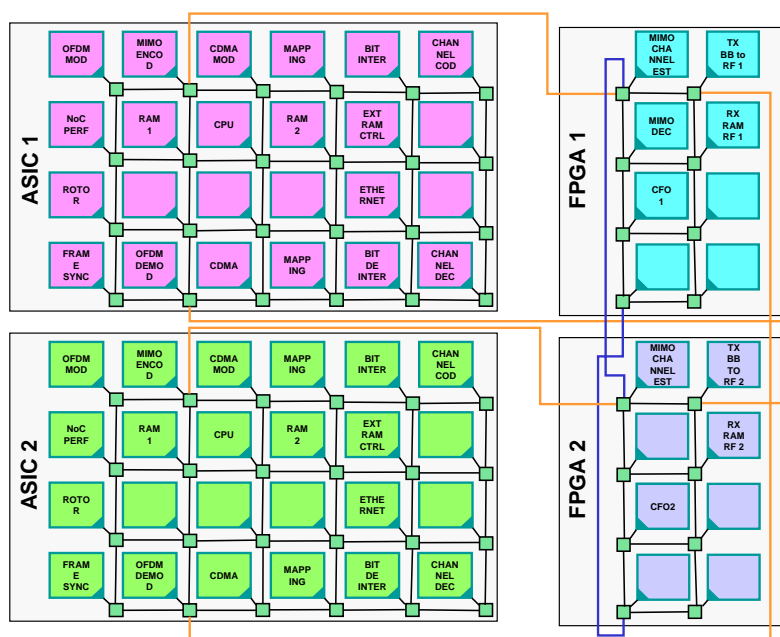 ASIC 1
OFDM
MOD
MIMO
ENCO
D
CDMA
MOD
MAPP
ING
BIT
INTER
CHAN
NEL
COD
NoC
PERF
RAM
1
CPU
RAM
2
EXT
RAM
CTRL
ROTO
R
ETHE
RNET
FRAM
E
SYNC
OFDM
DEMO
D
CDMA
MAPP
ING
BIT
DE
INTER
CHAN
NEL
DEC
FPGA 1
MIMO
CHA
NNEL
EST
TX
BB to
RF 1
MIMO
DEC
RX
RAM
RF 1
CFO
1
ASIC 2
OFDM
MOD
MIMO
ENCO
D
CDMA
MOD
MAPP
ING
BIT
INTER
CHAN
NEL
COD
NoC
PERF
RAM
1
CPU
RAM
2
EXT
RAM
CTRL
ROTO
R
ETHE
RNET
FRAM
E
SYNC
OFDM
DEMO
D
CDMA
MAPP
ING
BIT
DE
INTER
CHAN
NEL
DEC
FPGA 2
MIMO
CHA
NNEL
EST
TX
BB
TO
RF 2
RX
RAM
RF 2
CFO2